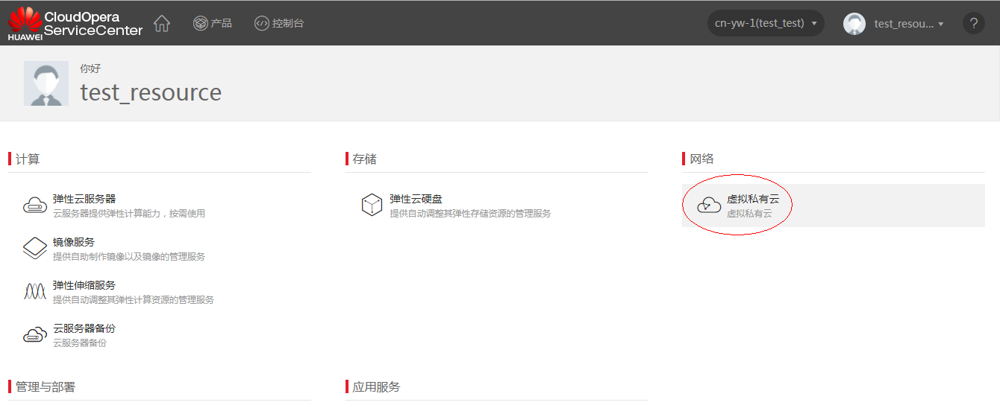 HUAWEI
CloudOpera
ServiceCenter
产品
控制台
cn-yw-1(test_test)
test_resou...
?
你好
test_resource
计算
弹性云服务器
云服务器提供弹性计算能力，按需使用
镜像服务
提供自助制作镜像以及镜像的管理服务
弹性伸缩服务
提供自动调整其弹性计算资源的管理服务
云服务器备份
云服务器备份
存储
弹性云硬盘
提供自动调整其弹性存储资源的管理服务
网络
虚拟私有云
虚拟私有云
管理与部署
应用服务